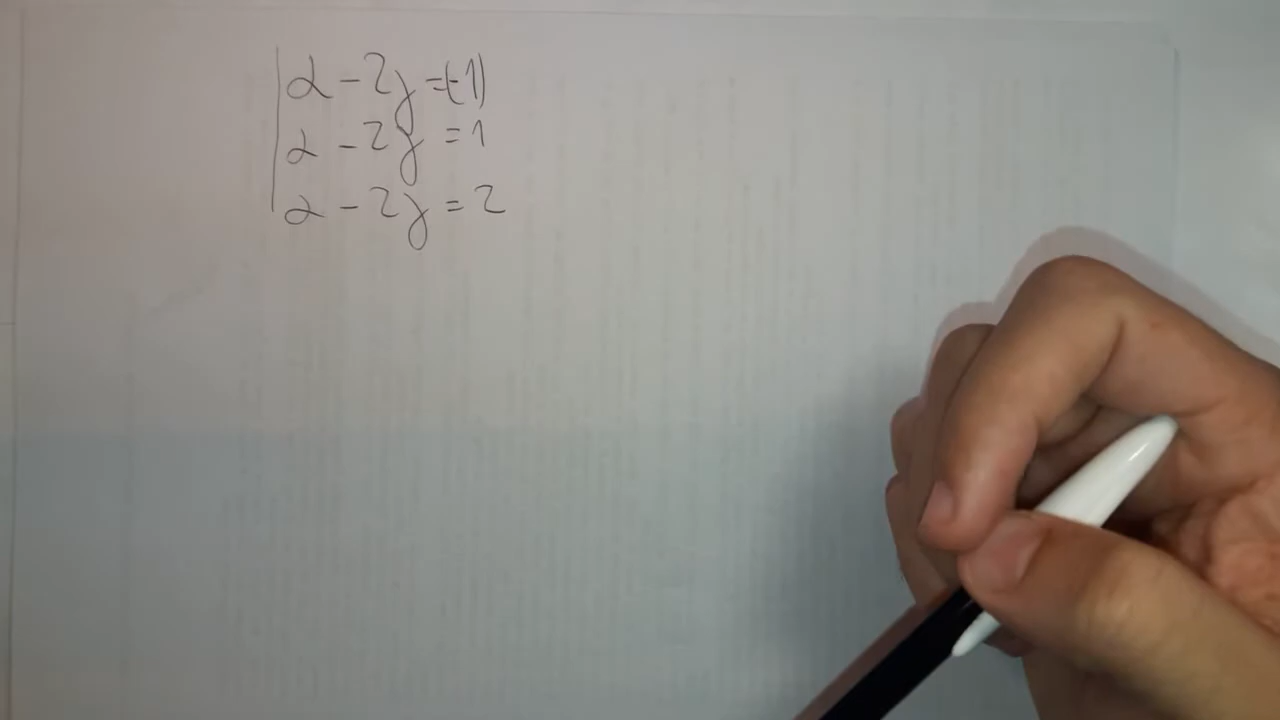 α - 2y = (-1)
α - 2y = 1
α - 2y = 2